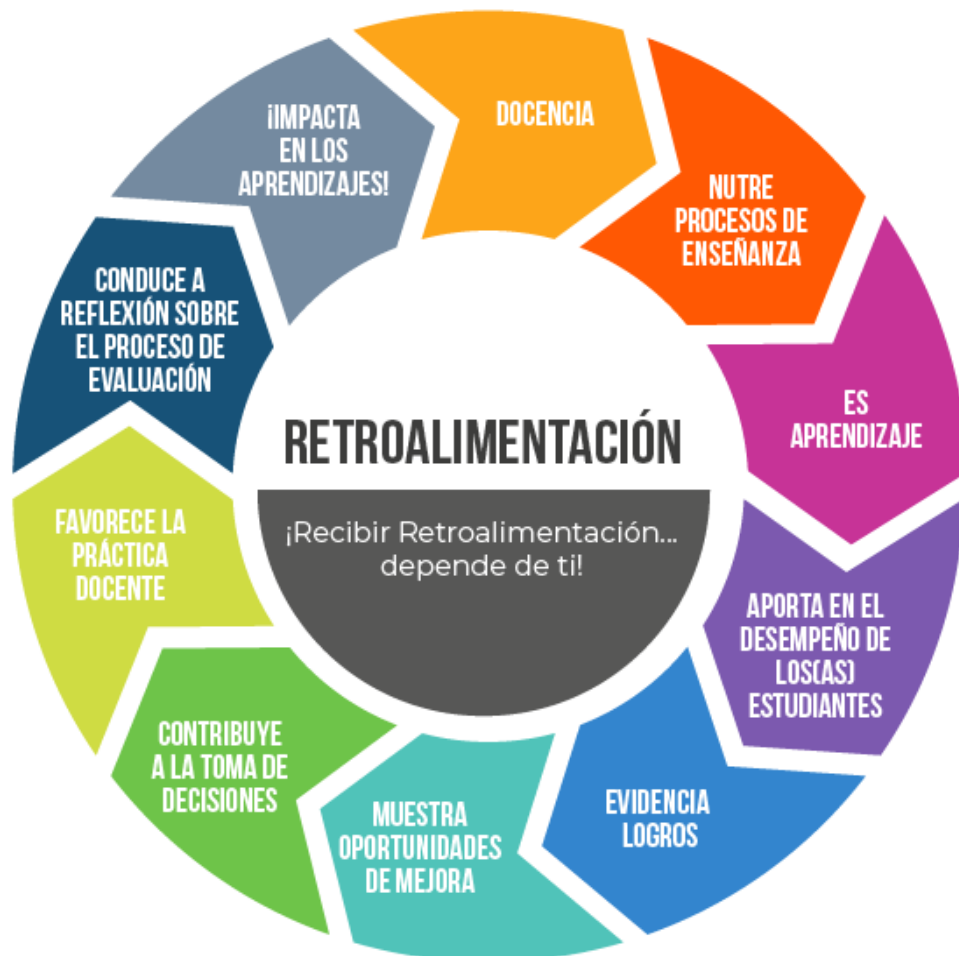 DOCENCIA
NUTRE
PROCESOS DE
ENSEÑANZA
ES
APRENDIZAJE
APORTA EN EL
DESEMPEÑO DE
LOS(AS)
ESTUDIANTES
EVIDENCIA
LOGROS
MUESTRA
OPORTUNIDADES
DE MEJORA
CONTRIBUYE
A LA TOMA DE
DECISIONES
FAVORECE LA
PRÁCTICA
DOCENTE
CONDUCE A
REFLEXIÓN SOBRE
EL PROCESO DE
EVALUACIÓN
¡IMPACTA
EN LOS
APRENDIZAJES!
RETROALIMENTACIÓN
¡Recibir Retroalimentación...
depende de ti!